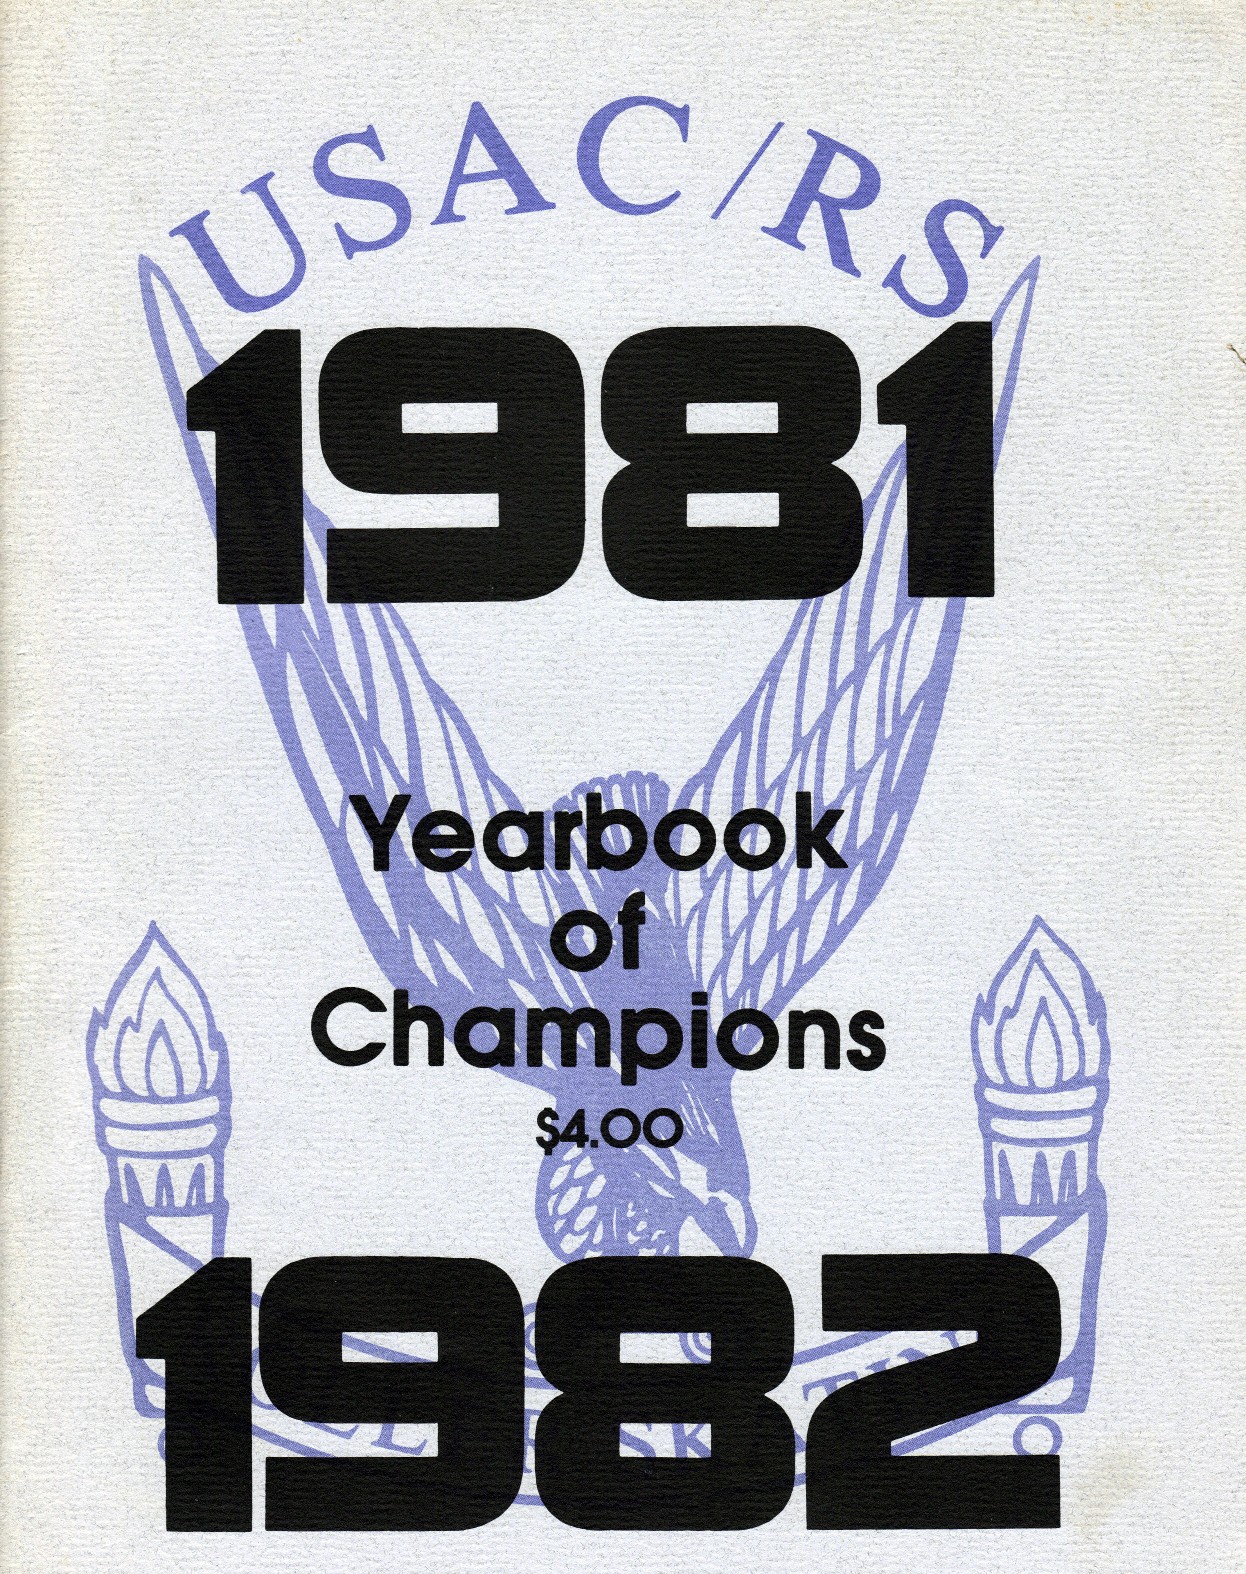 USAC/RS
1981
Yearbook
of
Champions
$4.00
1982